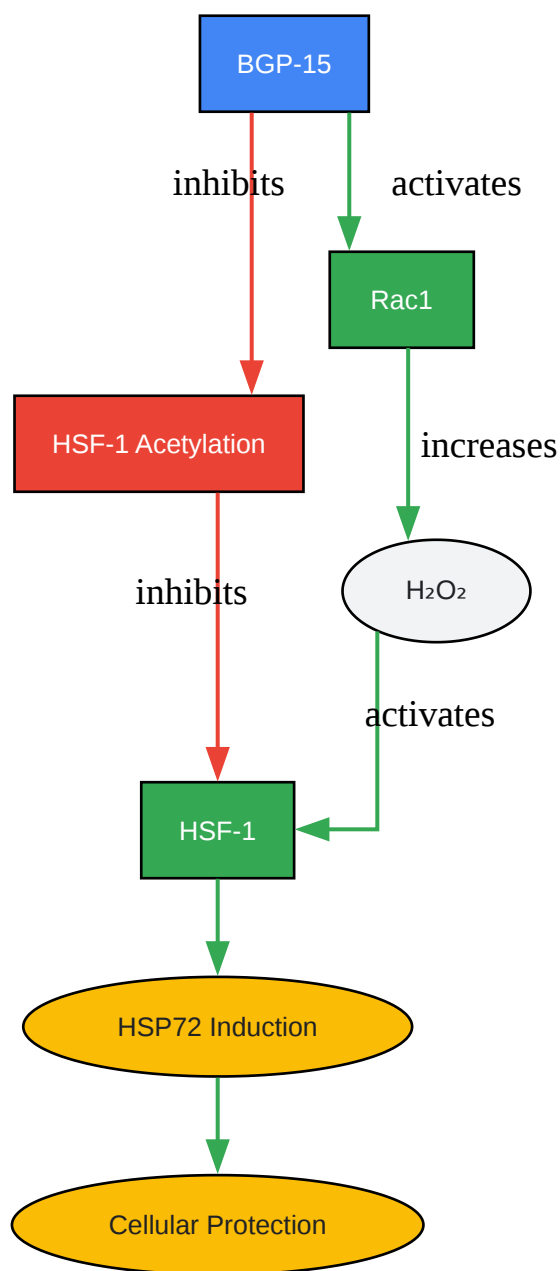 BGP-15
inhibits
activates
Rac1
HSF-1 Acetylation
increases
inhibits
H₂O₂
activates
HSF-1
HSP72 Induction
Cellular Protection